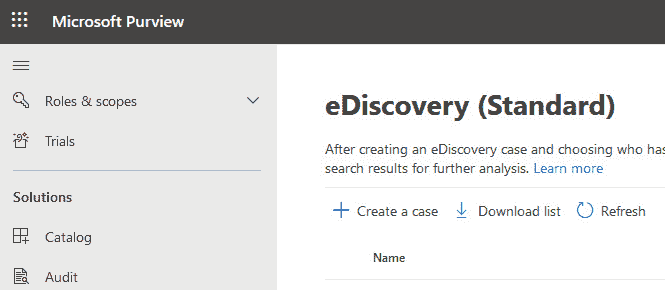 Microsoft Purview
Roles & scopes
Trials
Solutions
Catalog
Audit
eDiscovery (Standard)
After creating an eDiscovery case and choosing who has
search results for further analysis. Learn more
Create a case
Download list
Refresh
Name